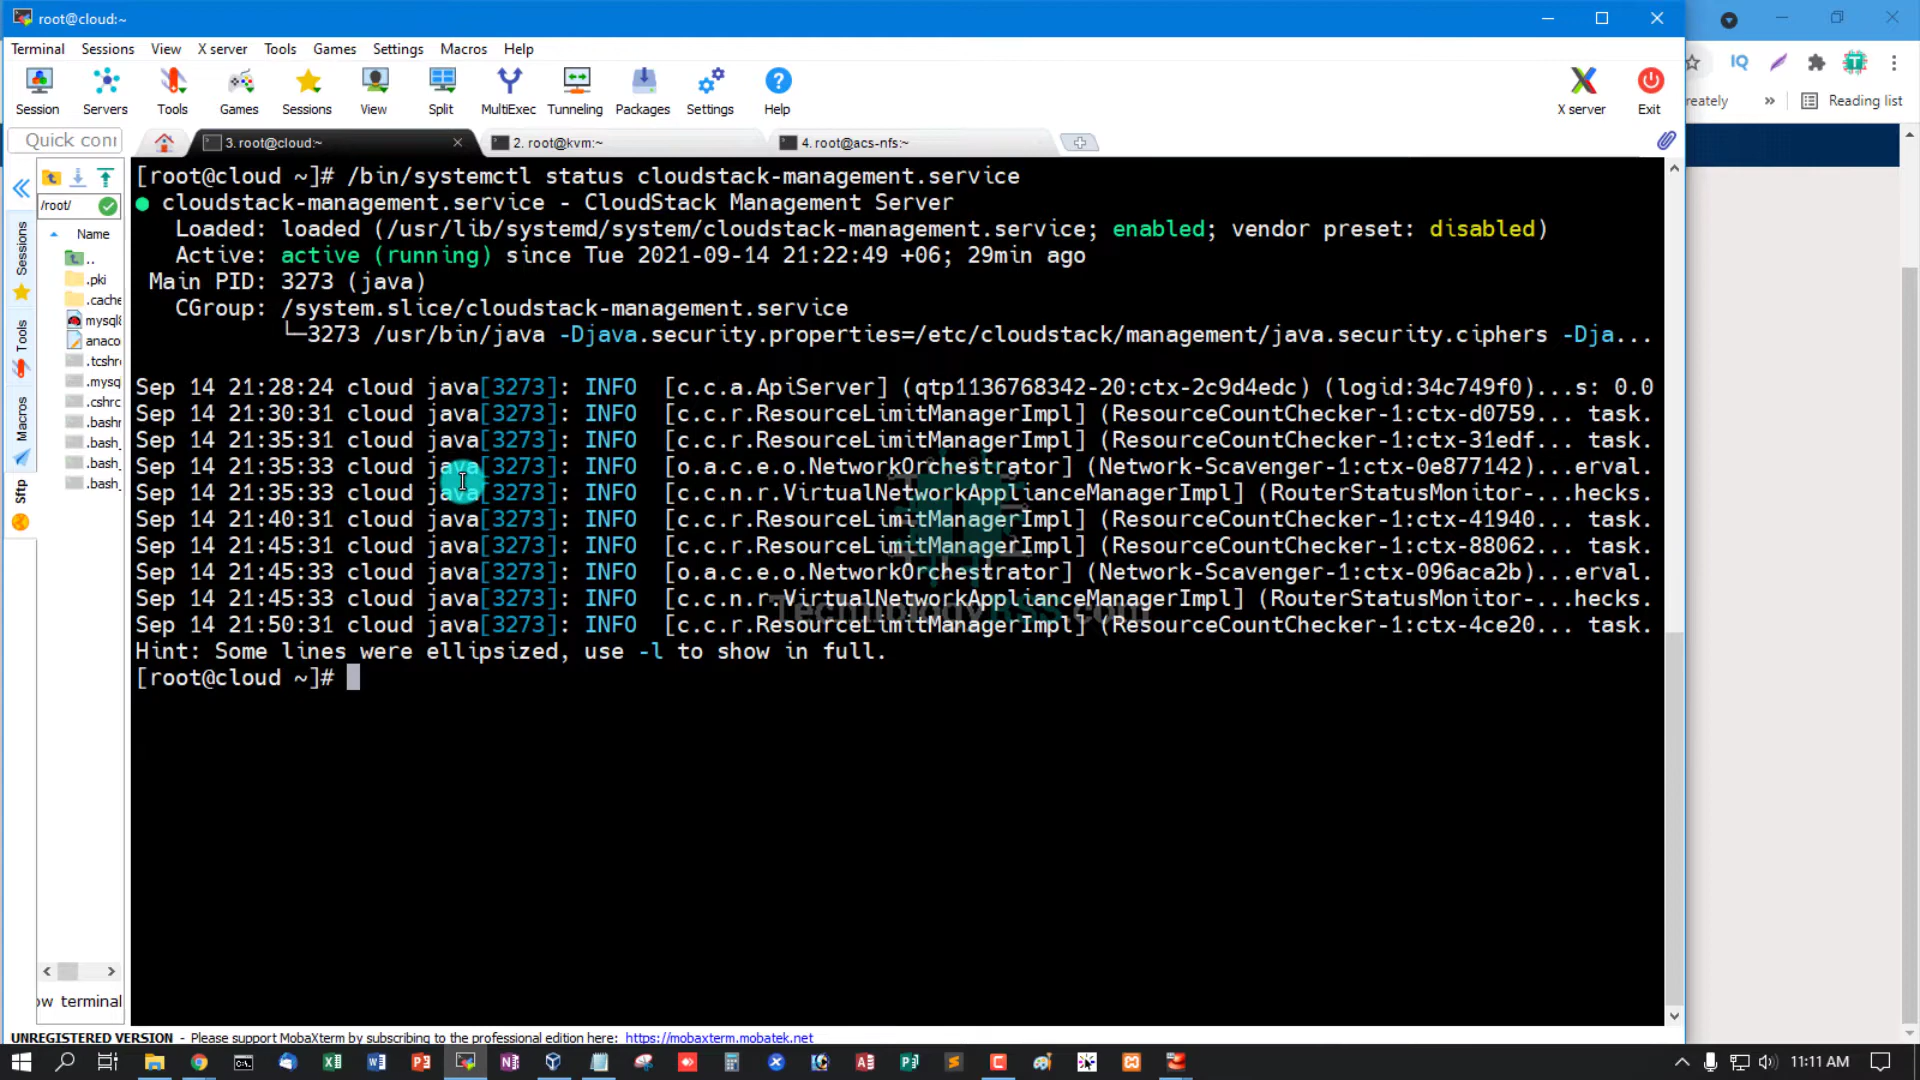 root@cloud:~
Terminal Sessions View X server Tools Games Settings Macros Help
Session Servers Tools Games Sessions View Split MultiExec Tunneling Packages Settings Help X server Exit
reately » Reading list
Quick conn
3. root@cloud:~
2. root@kvm:~
4. root@acs-nfs:~
/root/
Name
..
.pki
.cache
mysql8
anaco
.tcshrc
.mysq
.cshrc
.bashr
.bash_
.bash_
.bash_
Sessions
Tools
Macros
Sftp
[root@cloud ~]# /bin/systemctl status cloudstack-management.service
● cloudstack-management.service - CloudStack Management Server
Loaded: loaded (/usr/lib/systemd/system/cloudstack-management.service; enabled; vendor preset: disabled)
Active: active (running) since Tue 2021-09-14 21:22:49 +06; 29min ago
Main PID: 3273 (java)
CGroup: /system.slice/cloudstack-management.service
└─3273 /usr/bin/java -Djava.security.properties=/etc/cloudstack/management/java.security.ciphers -Dja...
Sep 14 21:28:24 cloud java[3273]: INFO [c.c.a.ApiServer] (qtp1136768342-20:ctx-2c9d4edc) (logid:34c749f0)...s: 0.0
Sep 14 21:30:31 cloud java[3273]: INFO [c.c.r.ResourceLimitManagerImpl] (ResourceCountChecker-1:ctx-d0759... task.
Sep 14 21:35:31 cloud java[3273]: INFO [c.c.r.ResourceLimitManagerImpl] (ResourceCountChecker-1:ctx-31edf... task.
Sep 14 21:35:33 cloud java[3273]: INFO [o.a.c.e.o.NetworkOrchestrator] (Network-Scavenger-1:ctx-0e877142)...erval.
Sep 14 21:35:33 cloud java[3273]: INFO [c.c.n.r.VirtualNetworkApplianceManagerImpl] (RouterStatusMonitor-...hecks.
Sep 14 21:40:31 cloud java[3273]: INFO [c.c.r.ResourceLimitManagerImpl] (ResourceCountChecker-1:ctx-41940... task.
Sep 14 21:45:31 cloud java[3273]: INFO [c.c.r.ResourceLimitManagerImpl] (ResourceCountChecker-1:ctx-88062... task.
Sep 14 21:45:33 cloud java[3273]: INFO [o.a.c.e.o.NetworkOrchestrator] (Network-Scavenger-1:ctx-096aca2b)...erval.
Sep 14 21:45:33 cloud java[3273]: INFO [c.c.n.r.VirtualNetworkApplianceManagerImpl] (RouterStatusMonitor-...hecks.
TechnologyRSS.com
Sep 14 21:50:31 cloud java[3273]: INFO [c.c.r.ResourceLimitManagerImpl] (ResourceCountChecker-1:ctx-4ce20... task.
Hint: Some lines were ellipsized, use -l to show in full.
[root@cloud ~]#
ow terminal
UNREGISTERED VERSION - Please support MobaXterm by subscribing to the professional edition here: https://mobaxterm.mobatek.net
11:11 AM